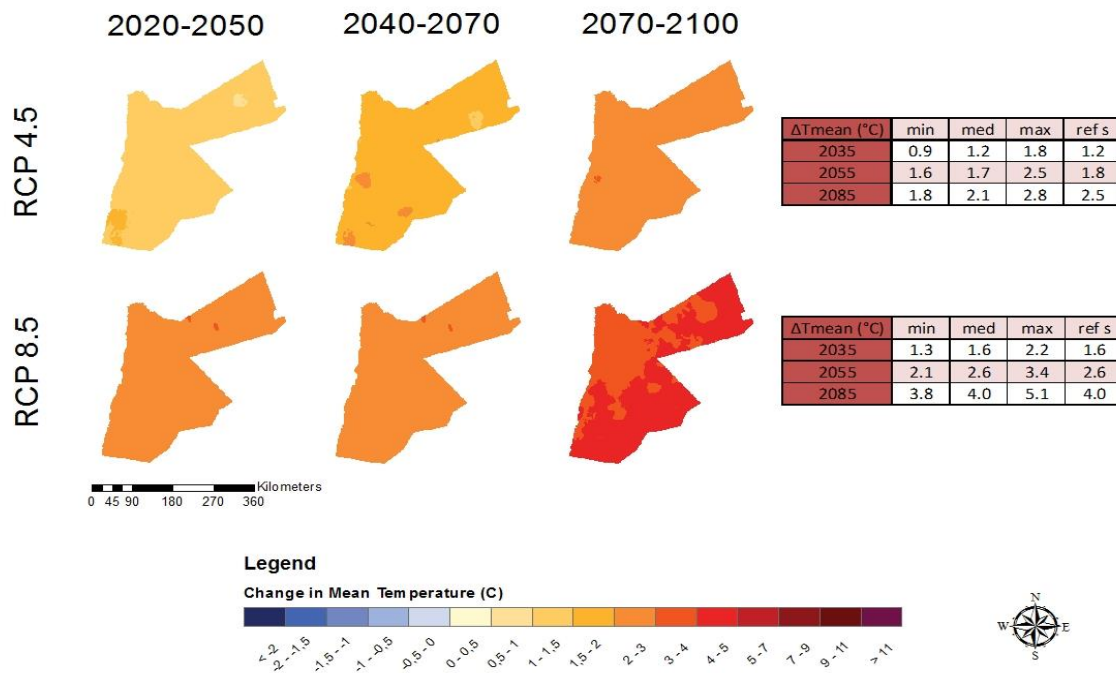 2020-2050 2040-2070 2070-2100
RCP 4.5
ΔTmean (°C) min med max ref s
2035 0.9 1.2 1.8 1.2
2055 1.6 1.7 2.5 1.8
2085 1.8 2.1 2.8 2.5
RCP 8.5
ΔTmean (°C) min med max ref s
2035 1.3 1.6 2.2 1.6
2055 2.1 2.6 3.4 2.6
2085 3.8 4.0 5.1 4.0
Kilometers
0 45 90 180 270 360
Legend
Change in Mean Temperature (C)
< -2 -2 - -1,5 -1,5 - -1 -1 - -0,5 -0,5 - 0 0 - 0,5 0,5 - 1 1 - 1,5 1,5 - 2 2 - 3 3 - 4 4 - 5 5 - 7 7 - 9 9 - 11 > 11
N
W E
S